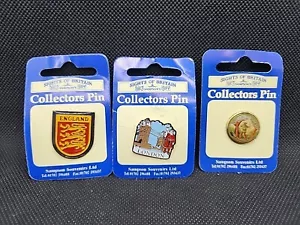 SIGHTS OF BRITAIN
Collectors Pin
ENGLAND
Sampson Souvenirs Ltd
SIGHTS OF BRITAIN
Collectors Pin
LONDON
Sampson Souvenirs Ltd
SIGHTS OF BRITAIN
Collectors Pin
Sampson Souvenirs Ltd